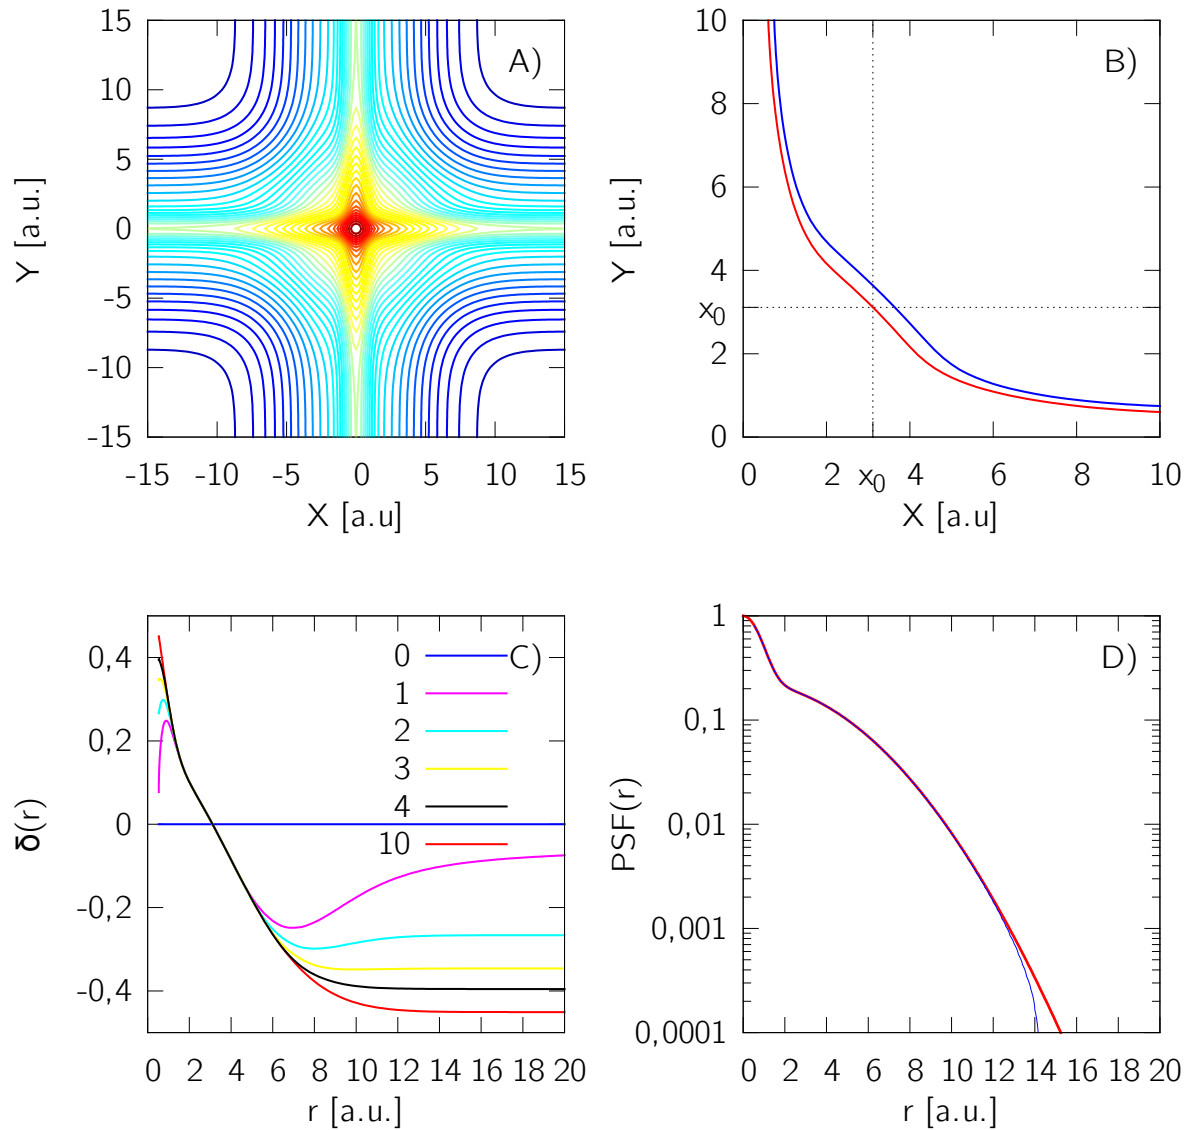 A)
15
10
5
0
-5
-10
-15
Y [a.u.]
-15 -10 -5 0 5 10 15
X [a.u]
B)
10
8
6
4
x0
2
0
Y [a.u.]
0 2 x0 4 6 8 10
X [a.u]
C)
0,4
0,2
0
-0,2
-0,4
δ(r)
0
1
2
3
4
10
0 2 4 6 8 10 12 14 16 18 20
r [a.u.]
D)
1
0,1
0,01
0,001
0,0001
PSF(r)
0 2 4 6 8 10 12 14 16 18 20
r [a.u.]